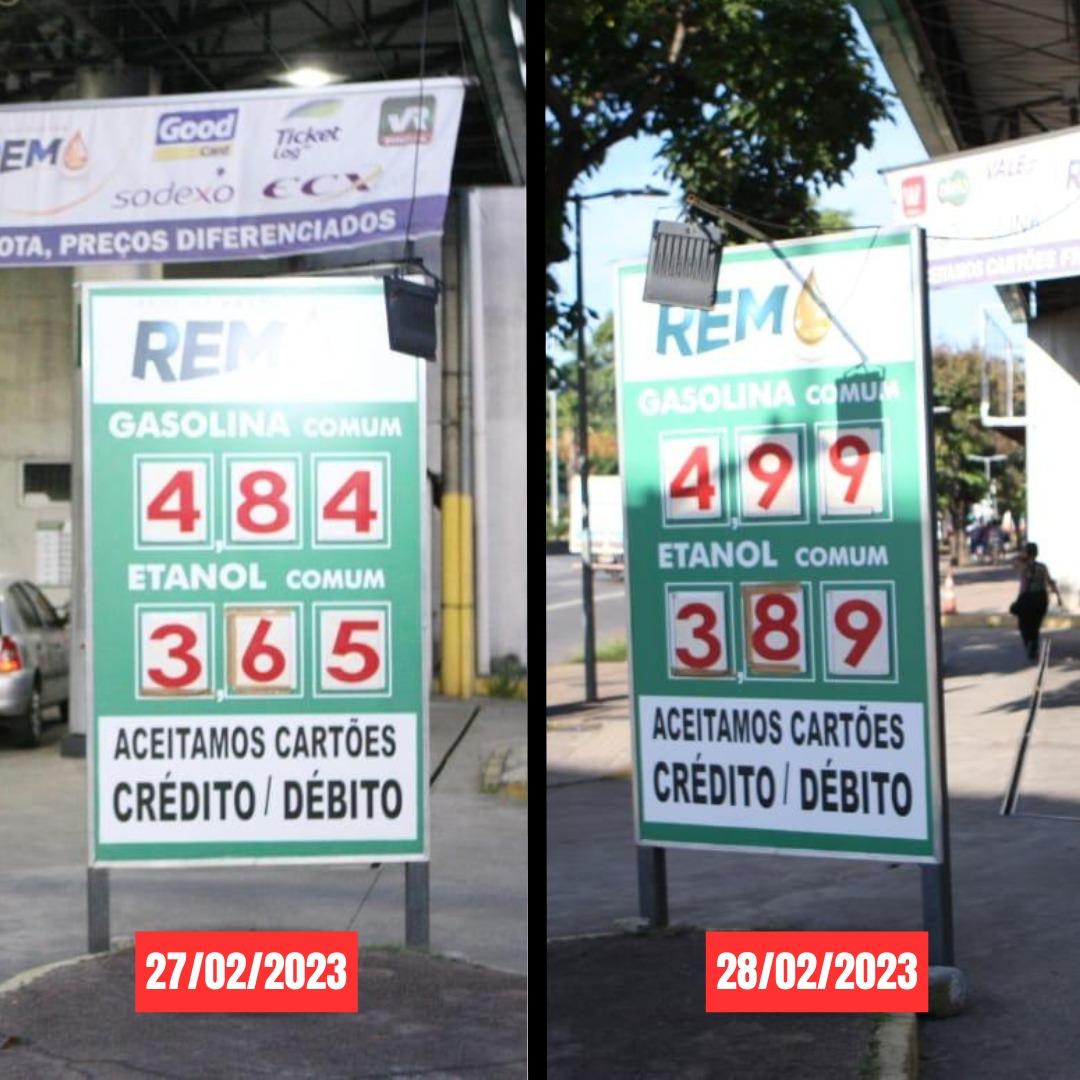 Good
Card
Ticket
Log
VR
sodexo
ECX
OTA, PREÇOS DIFERENCIADOS
REM
GASOLINA COMUM
4,84
ETANOL COMUM
3,65
ACEITAMOS CARTÕES
CRÉDITO / DÉBITO
27/02/2023
REM
GASOLINA COMUM
4,99
ETANOL COMUM
3,89
ACEITAMOS CARTÕES
CRÉDITO / DÉBITO
28/02/2023